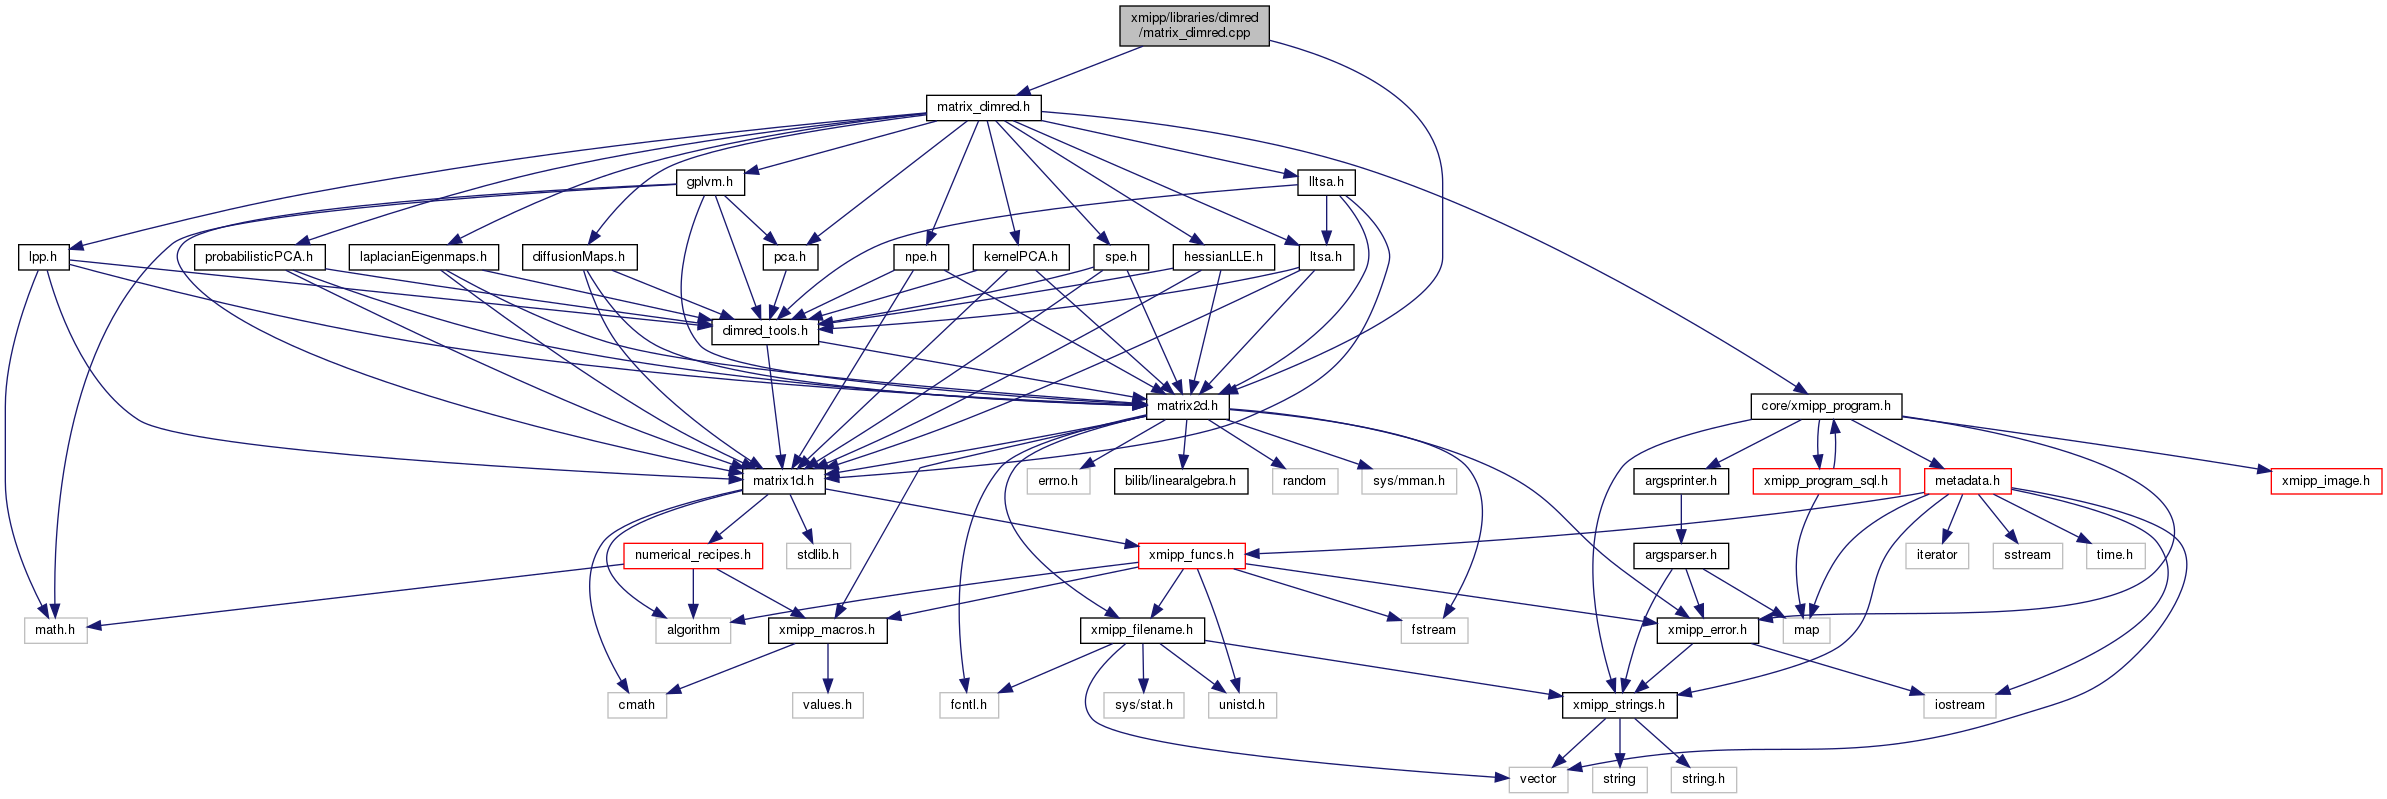 xmipp/libraries/dimred
/matrix_dimred.cpp
matrix_dimred.h
gplvm.h
lltsa.h
lpp.h
probabilisticPCA.h
laplacianEigenmaps.h
diffusionMaps.h
pca.h
npe.h
kernelPCA.h
spe.h
hessianLLE.h
ltsa.h
dimred_tools.h
matrix2d.h
core/xmipp_program.h
matrix1d.h
errno.h
bilib/linearalgebra.h
random
sys/mman.h
argsprinter.h
xmipp_program_sql.h
metadata.h
xmipp_image.h
numerical_recipes.h
stdlib.h
xmipp_funcs.h
argsparser.h
iterator
sstream
time.h
math.h
algorithm
xmipp_macros.h
xmipp_filename.h
fstream
xmipp_error.h
map
cmath
values.h
fcntl.h
sys/stat.h
unistd.h
xmipp_strings.h
iostream
vector
string
string.h